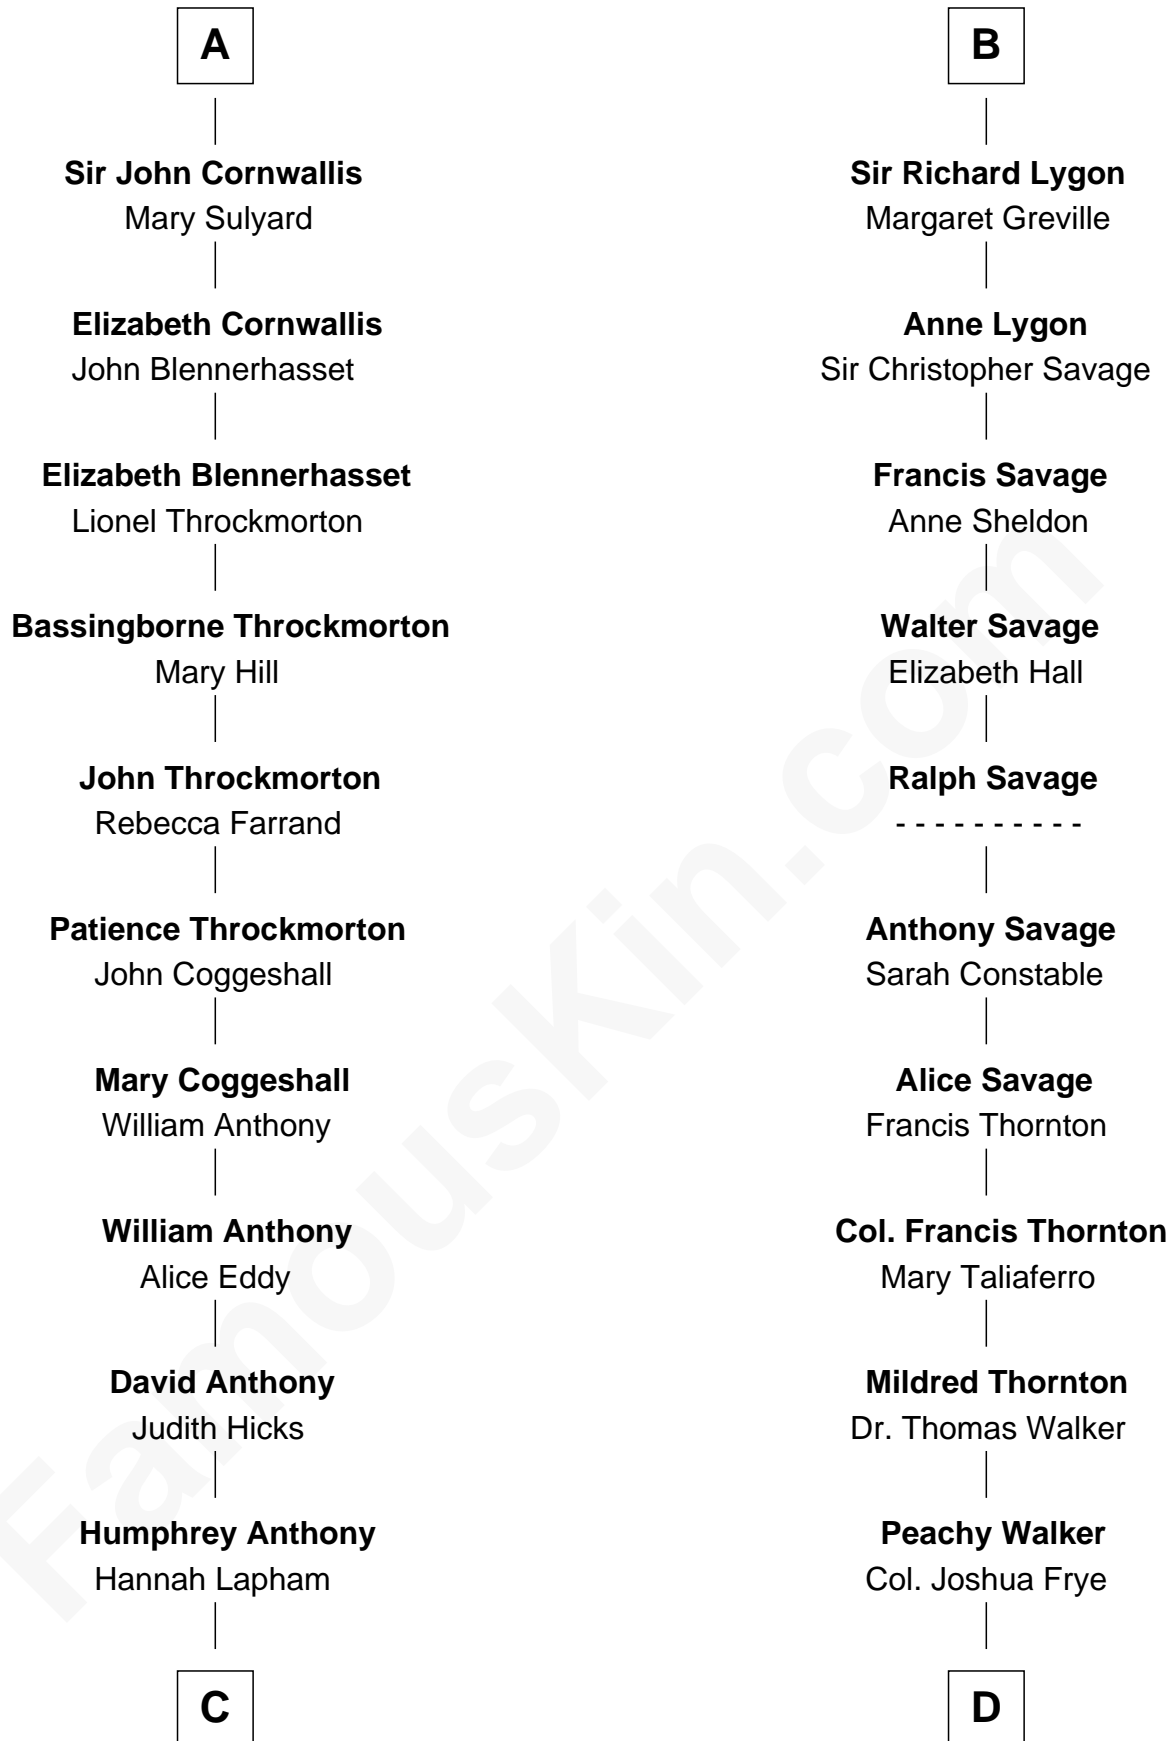 A
Sir John Cornwallis
Mary Sulyard
Elizabeth Cornwallis
John Blennerhasset
Elizabeth Blennerhasset
Lionel Throckmorton
Bassingborne Throckmorton
Mary Hill
John Throckmorton
Rebecca Farrand
Patience Throckmorton
John Coggeshall
Mary Coggeshall
William Anthony
William Anthony
Alice Eddy
David Anthony
Judith Hicks
Humphrey Anthony
Hannah Lapham
C
B
Sir Richard Lygon
Margaret Greville
Anne Lygon
Sir Christopher Savage
Francis Savage
Anne Sheldon
Walter Savage
Elizabeth Hall
Ralph Savage
- - - - - - - - - -
Anthony Savage
Sarah Constable
Alice Savage
Francis Thornton
Col. Francis Thornton
Mary Taliaferro
Mildred Thornton
Dr. Thomas Walker
Peachy Walker
Col. Joshua Frye
D
FamousKin.com